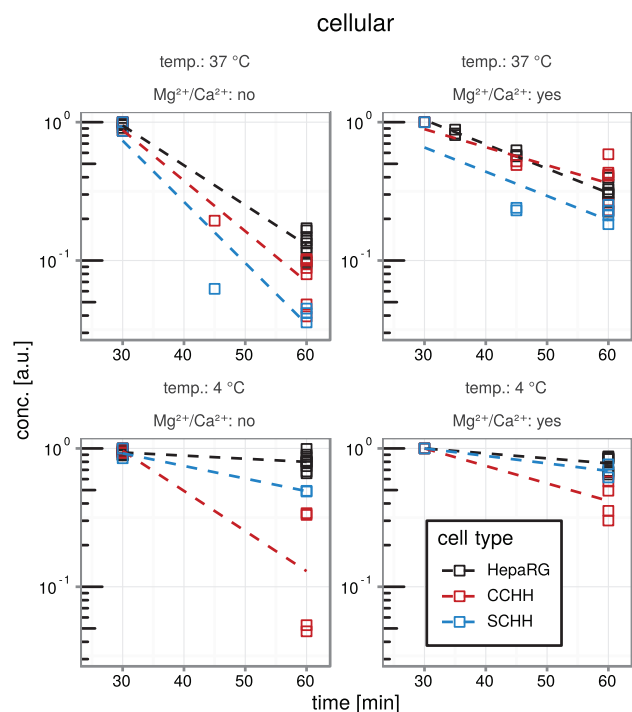 cellular
temp.: 37 °C
Mg²⁺/Ca²⁺: no
temp.: 37 °C
Mg²⁺/Ca²⁺: yes
10⁰
10⁻¹
30 40 50 60
10⁰
10⁻¹
30 40 50 60
conc. [a.u.]
temp.: 4 °C
Mg²⁺/Ca²⁺: no
temp.: 4 °C
Mg²⁺/Ca²⁺: yes
10⁰
10⁻¹
30 40 50 60
10⁰
10⁻¹
cell type
HepaRG
CCHH
SCHH
30 40 50 60
time [min]